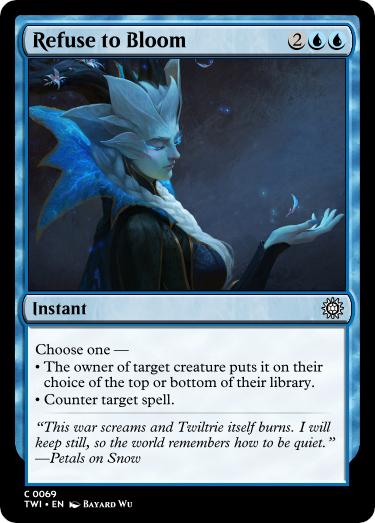 Refuse to Bloom 2
Instant
Choose one —
• The owner of target creature puts it on their
choice of the top or bottom of their library.
• Counter target spell.
"This war screams and Twiltrie itself burns. I will
keep still, so the world remembers how to be quiet."
—Petals on Snow
C 0069
TWI • EN Bayard Wu